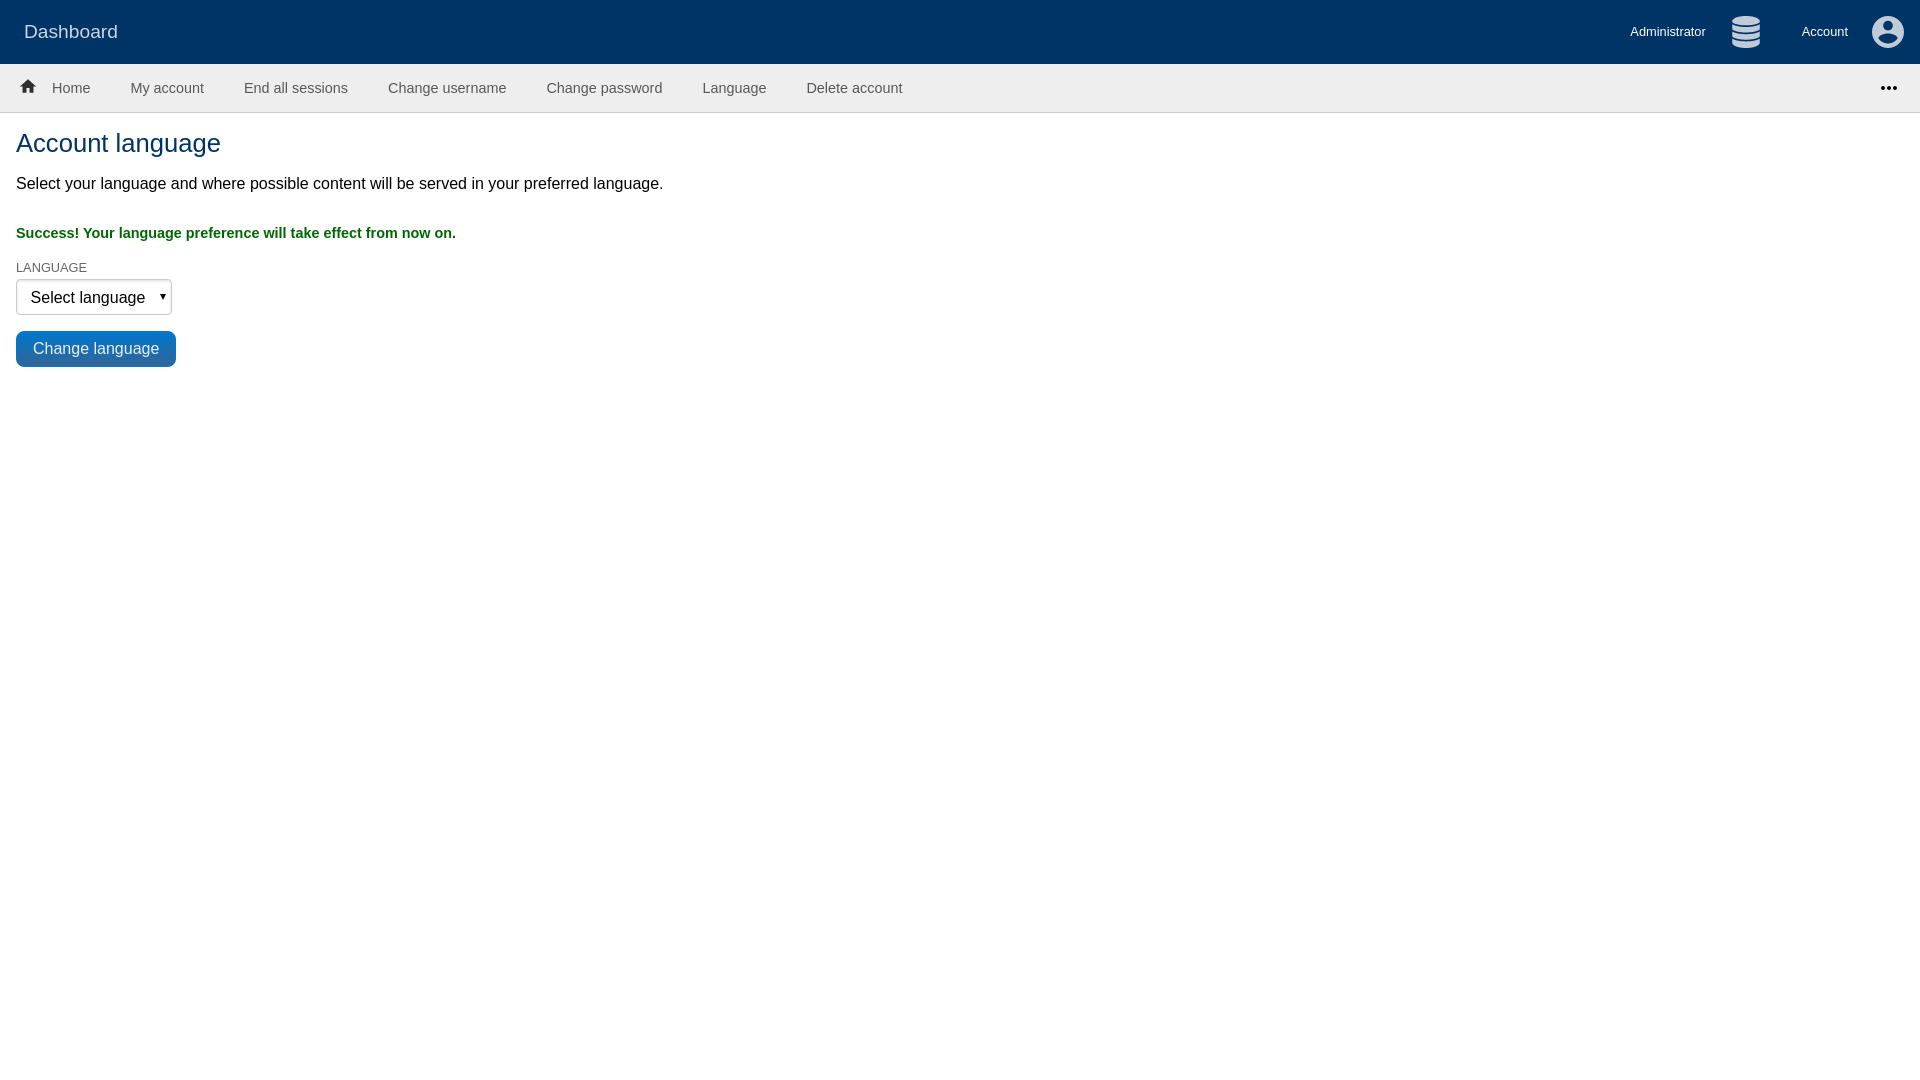 Dashboard
Administrator
Account
Home
My account
End all sessions
Change username
Change password
Language
Delete account
Account language
Select your language and where possible content will be served in your preferred language.
Success! Your language preference will take effect from now on.
LANGUAGE
Select language
Change language